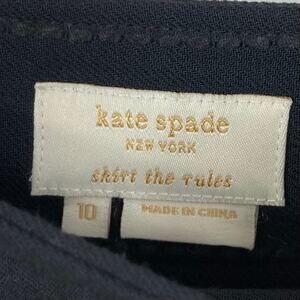 kate spade
NEW YORK
skirt the rules
10
MADE IN CHINA